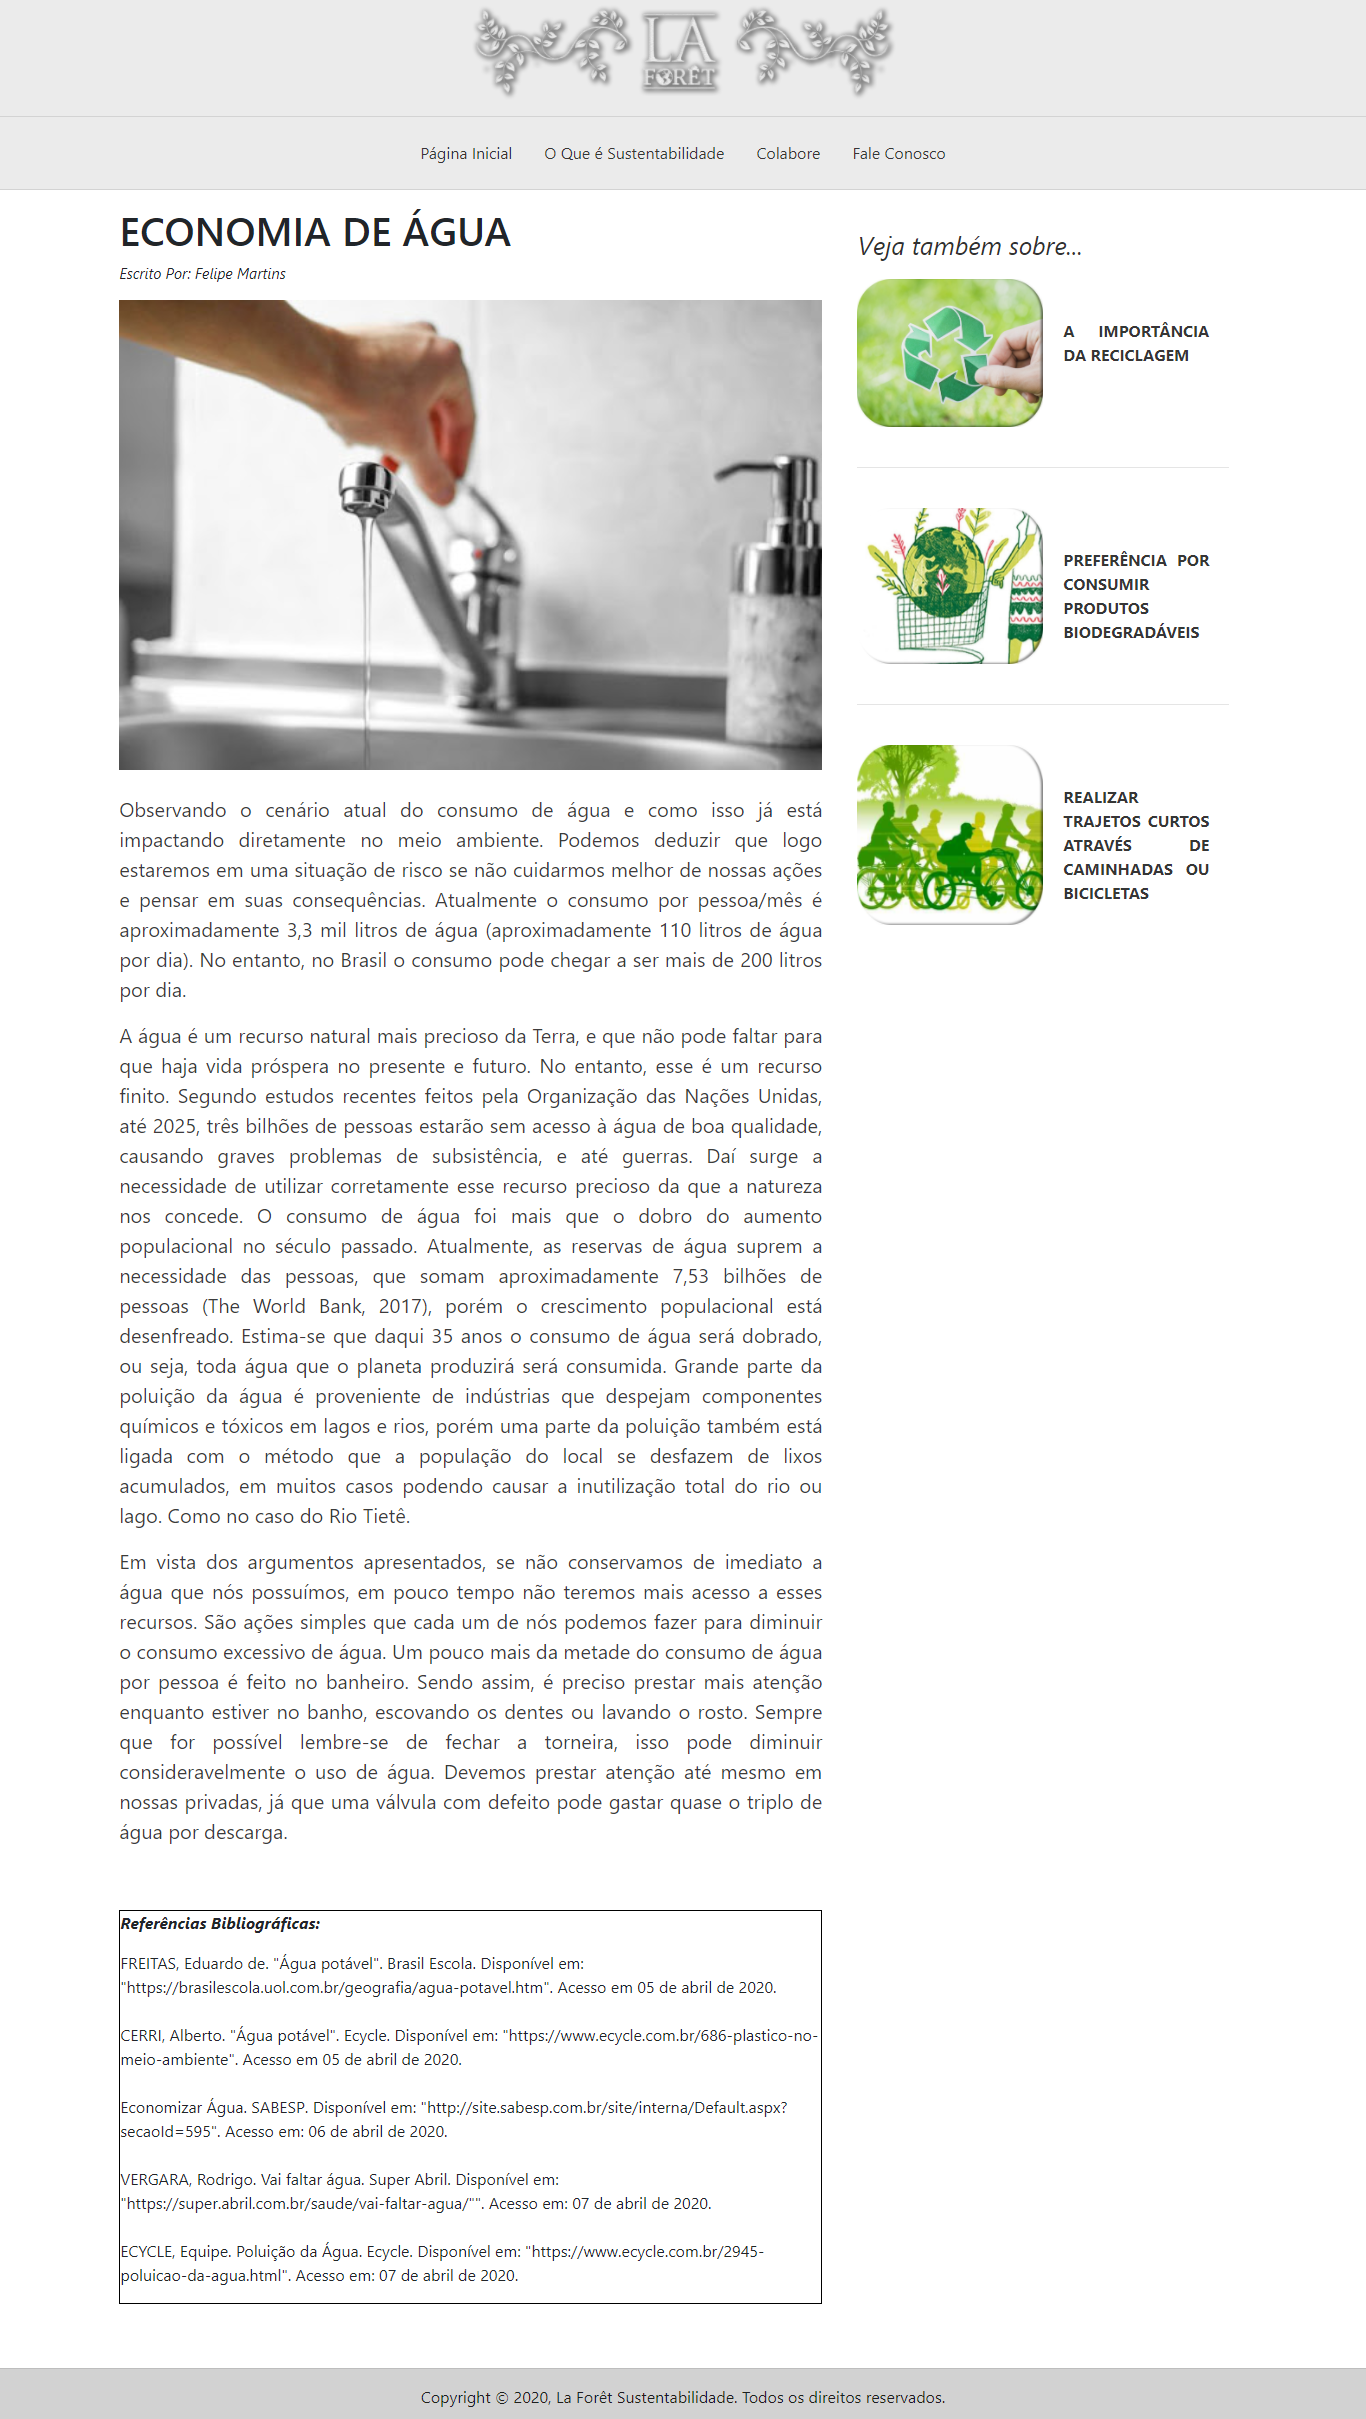 LA
FORÊT
Página Inicial O Que é Sustentabilidade Colabore Fale Conosco
ECONOMIA DE ÁGUA
Escrito Por: Felipe Martins
Observando o cenário atual do consumo de água e como isso já está
impactando diretamente no meio ambiente. Podemos deduzir que logo
estaremos em uma situação de risco se não cuidarmos melhor de nossas ações
e pensar em suas consequências. Atualmente o consumo por pessoa/mês é
aproximadamente 3,3 mil litros de água (aproximadamente 110 litros de água
por dia). No entanto, no Brasil o consumo pode chegar a ser mais de 200 litros
por dia.
A água é um recurso natural mais precioso da Terra, e que não pode faltar para
que haja vida próspera no presente e futuro. No entanto, esse é um recurso
finito. Segundo estudos recentes feitos pela Organização das Nações Unidas,
até 2025, três bilhões de pessoas estarão sem acesso à água de boa qualidade,
causando graves problemas de subsistência, e até guerras. Daí surge a
necessidade de utilizar corretamente esse recurso precioso da que a natureza
nos concede. O consumo de água foi mais que o dobro do aumento
populacional no século passado. Atualmente, as reservas de água suprem a
necessidade das pessoas, que somam aproximadamente 7,53 bilhões de
pessoas (The World Bank, 2017), porém o crescimento populacional está
desenfreado. Estima-se que daqui 35 anos o consumo de água será dobrado,
ou seja, toda água que o planeta produzirá será consumida. Grande parte da
poluição da água é proveniente de indústrias que despejam componentes
químicos e tóxicos em lagos e rios, porém uma parte da poluição também está
ligada com o método que a população do local se desfazem de lixos
acumulados, em muitos casos podendo causar a inutilização total do rio ou
lago. Como no caso do Rio Tietê.
Em vista dos argumentos apresentados, se não conservamos de imediato a
água que nós possuímos, em pouco tempo não teremos mais acesso a esses
recursos. São ações simples que cada um de nós podemos fazer para diminuir
o consumo excessivo de água. Um pouco mais da metade do consumo de água
por pessoa é feito no banheiro. Sendo assim, é preciso prestar mais atenção
enquanto estiver no banho, escovando os dentes ou lavando o rosto. Sempre
que for possível lembre-se de fechar a torneira, isso pode diminuir
consideravelmente o uso de água. Devemos prestar atenção até mesmo em
nossas privadas, já que uma válvula com defeito pode gastar quase o triplo de
água por descarga.
Referências Bibliográficas:
FREITAS, Eduardo de. "Água potável". Brasil Escola. Disponível em:
"https://brasilescola.uol.com.br/geografia/agua-potavel.htm". Acesso em 05 de abril de 2020.
CERRI, Alberto. "Água potável". Ecycle. Disponível em: "https://www.ecycle.com.br/686-plastico-no-
meio-ambiente". Acesso em 05 de abril de 2020.
Economizar Água. SABESP. Disponível em: "http://site.sabesp.com.br/site/interna/Default.aspx?
secaoId=595". Acesso em: 06 de abril de 2020.
VERGARA, Rodrigo. Vai faltar água. Super Abril. Disponível em:
"https://super.abril.com.br/saude/vai-faltar-agua/"". Acesso em: 07 de abril de 2020.
ECYCLE, Equipe. Poluição da Água. Ecycle. Disponível em: "https://www.ecycle.com.br/2945-
poluicao-da-agua.html". Acesso em: 07 de abril de 2020.
Veja também sobre...
A IMPORTÂNCIA
DA RECICLAGEM
PREFERÊNCIA POR
CONSUMIR
PRODUTOS
BIODEGRADÁVEIS
REALIZAR
TRAJETOS CURTOS
ATRAVÉS DE
CAMINHADAS OU
BICICLETAS
Copyright © 2020, La Forêt Sustentabilidade. Todos os direitos reservados.